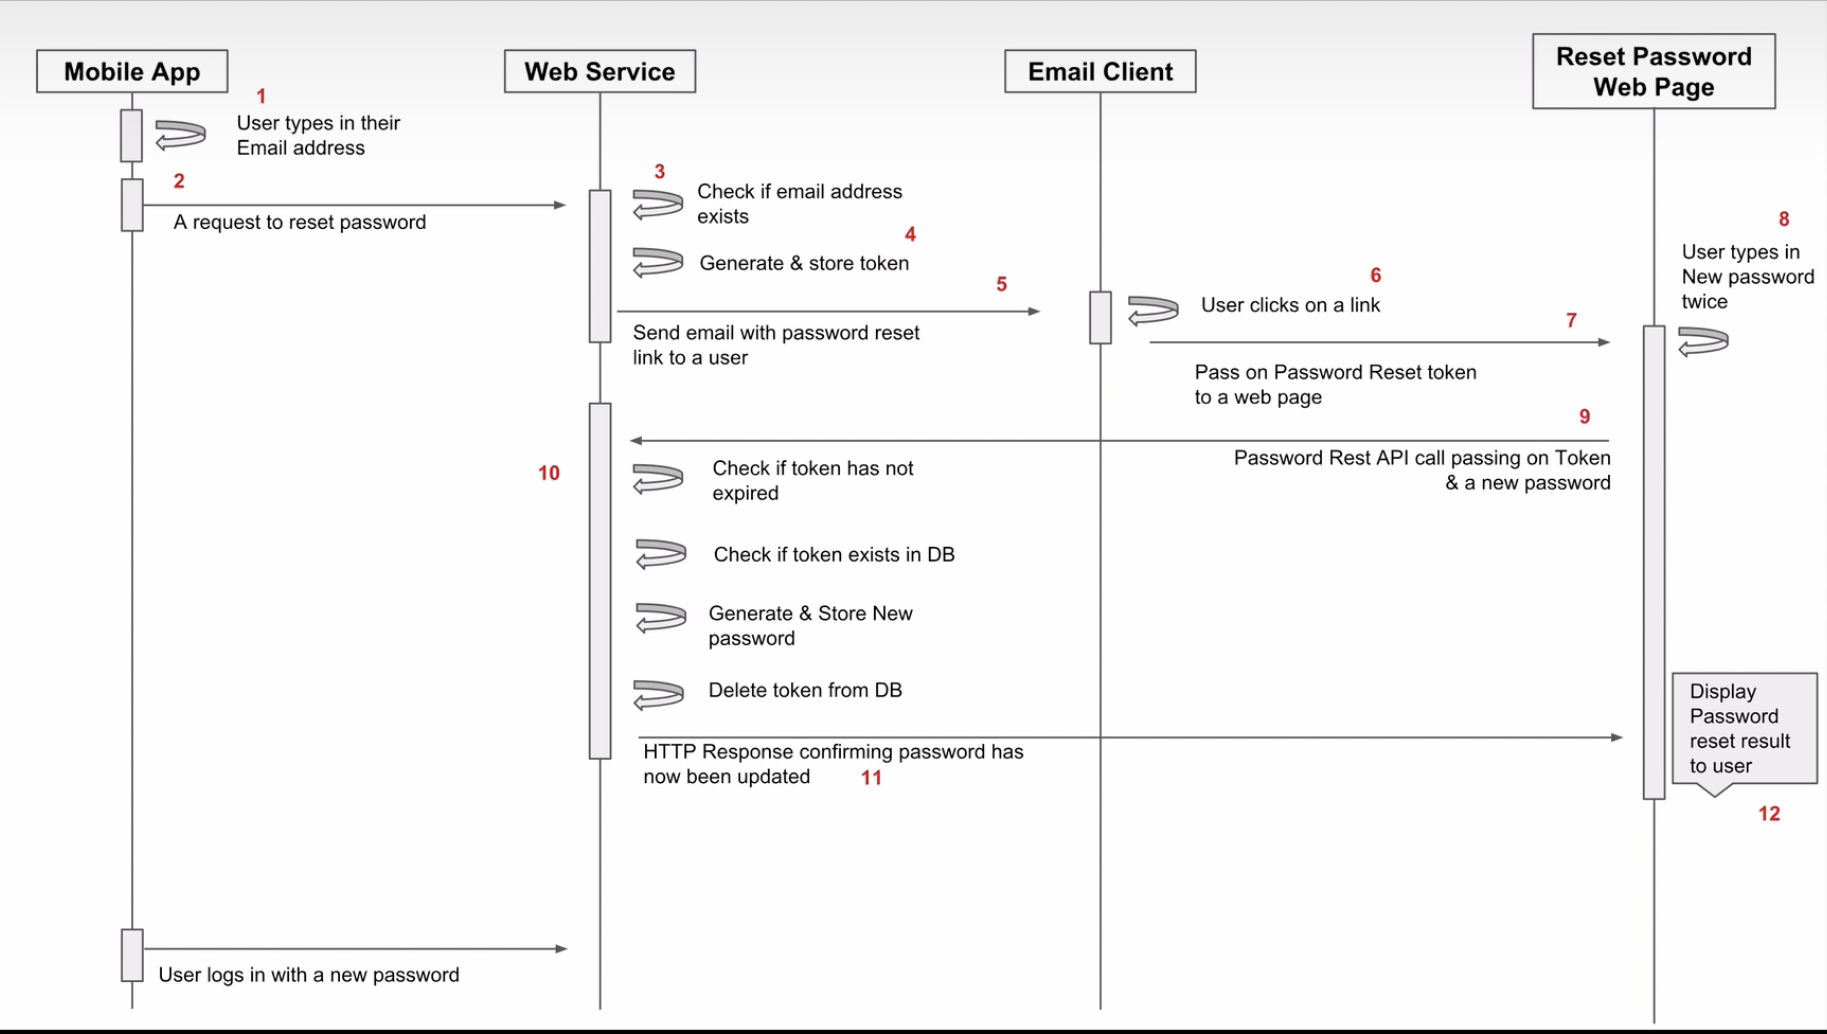 Mobile App
Web Service
Email Client
Reset Password
Web Page
1
User types in their
Email address
2
A request to reset password
3
Check if email address
exists
4
Generate & store token
5
Send email with password reset
link to a user
6
User clicks on a link
7
Pass on Password Reset token
to a web page
8
User types in
New password
twice
9
Password Rest API call passing on Token
& a new password
10
Check if token has not
expired
Check if token exists in DB
Generate & Store New
password
Delete token from DB
HTTP Response confirming password has
now been updated
11
Display
Password
reset result
to user
12
User logs in with a new password